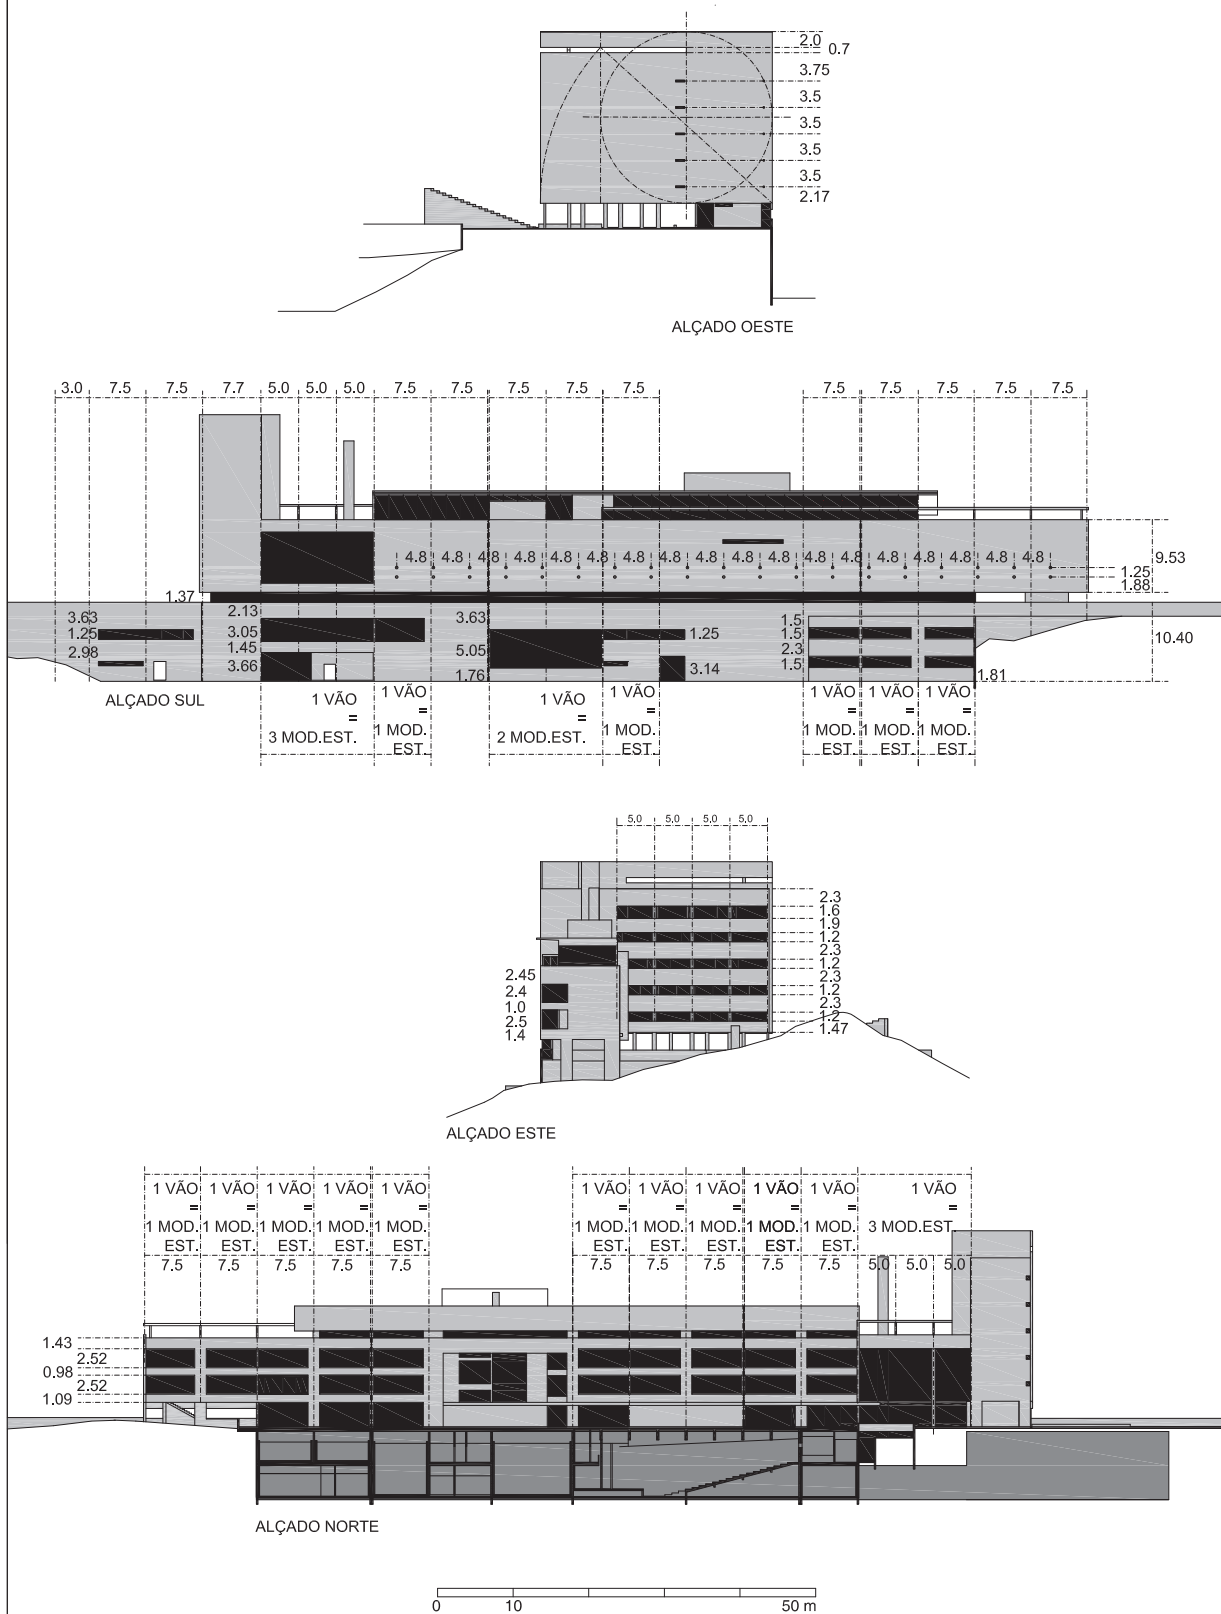 2.0
0.7
3.75
3.5
3.5
3.5
3.5
2.17
ALÇADO OESTE
3.0 7.5 7.5 7.7 5.0 5.0 5.0 7.5 7.5 7.5 7.5 7.5 7.5 7.5 7.5 7.5 7.5
4.8 4.8 4.8 4.8 4.8 4.8 4.8 4.8 4.8 4.8 4.8 4.8 4.8 4.8 4.8 4.8 4.8 4.8
9.53
1.25
1.88
1.37
3.63 2.13 3.63 1.5
1.25 3.05 1.25 1.5 10.40
2.98 1.45 5.05 2.3
3.66 1.76 3.14 1.5 1.81
ALÇADO SUL
1 VÃO 1 VÃO 1 VÃO 1 VÃO 1 VÃO 1 VÃO 1 VÃO
= = = = = = =
3 MOD.EST. 1 MOD. 2 MOD.EST. 1 MOD. 1 MOD. 1 MOD. 1 MOD.
EST. EST. EST. EST. EST.
5.0 5.0 5.0 5.0
2.3
1.6
1.9
1.2
2.3
1.2
2.3
1.2
2.3
1.2
1.47
2.45
2.4
1.0
2.5
1.4
ALÇADO ESTE
1 VÃO 1 VÃO 1 VÃO 1 VÃO 1 VÃO 1 VÃO 1 VÃO 1 VÃO 1 VÃO 1 VÃO 1 VÃO
= = = = = = = = = = =
1 MOD. 1 MOD. 1 MOD. 1 MOD. 1 MOD. 1 MOD. 1 MOD. 1 MOD. 1 MOD. 1 MOD. 3 MOD.EST.
EST. EST. EST. EST. EST. EST. EST. EST. EST. EST.
7.5 7.5 7.5 7.5 7.5 7.5 7.5 7.5 7.5 7.5 5.0 5.0 5.0
1.43
2.52
0.98
2.52
1.09
ALÇADO NORTE
0 10 50 m